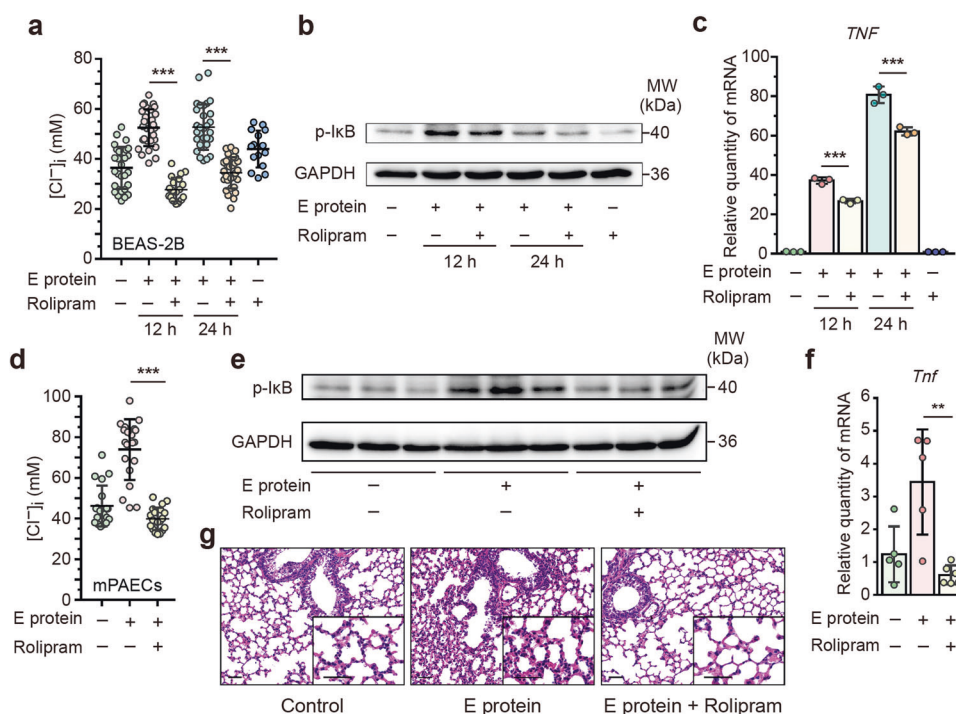 a
[Cl⁻]i (mM)
80
60
40
20
0
BEAS-2B
E protein – + + + + –
Rolipram – – + – + +
12 h 24 h
***
***
b
MW
(kDa)
p-IκB
40
GAPDH
36
E protein – + + + + –
Rolipram – – + – + +
12 h 24 h
c
TNF
Relative quantity of mRNA
100
80
60
40
20
0
***
***
E protein – + + + + –
Rolipram – – + – + +
12 h 24 h
d
[Cl⁻]i (mM)
100
80
60
40
20
0
***
mPAECs
E protein – + +
Rolipram – – +
e
MW
(kDa)
p-IκB
40
GAPDH
36
E protein – + +
Rolipram – – +
f
Tnf
Relative quantity of mRNA
6
5
4
3
2
1
0
**
E protein – + +
Rolipram – – +
g
Control
E protein
E protein + Rolipram